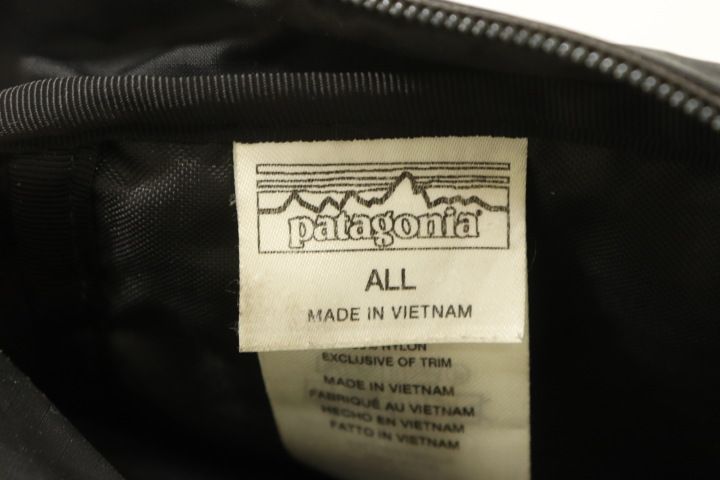 patagonia
ALL
MADE IN VIETNAM
NYLON
EXCLUSIVE OF TRIM
MADE IN VIETNAM
FABRIQUÉ AU VIETNAM
HECHO EN VIETNAM
FATTO IN VIETNAM